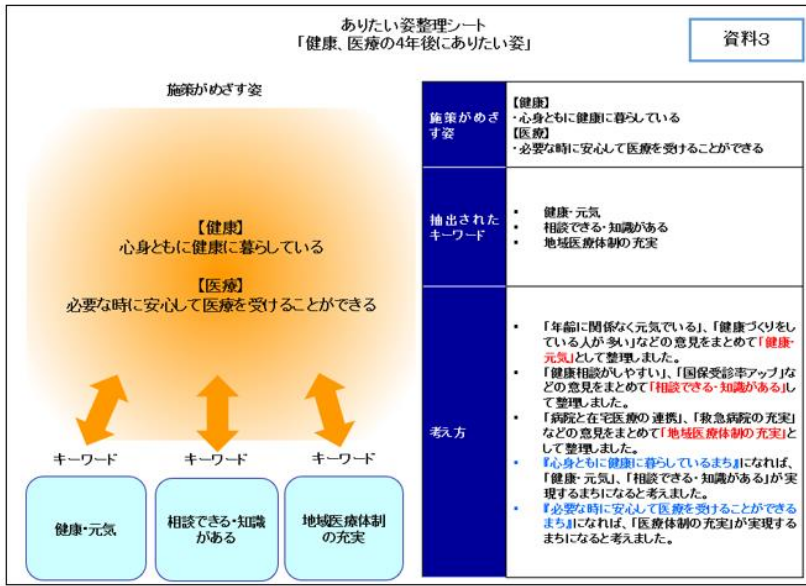 ありたい姿整理シート
「健康、医療の4年後にありたい姿」
資料3
施策がめざす姿
【健康】
心身ともに健康に暮らしている
【医療】
必要な時に安心して医療を受けることができる
キーワード
キーワード
キーワード
健康・元気
相談できる・知識
がある
地域医療体制
の充実
施策がめざ
す姿
【健康】
・心身ともに健康に暮らしている
【医療】
・必要な時に安心して医療を受けることができる
抽出された
キーワード
▪ 健康・元気
▪ 相談できる・知識がある
▪ 地域医療体制の充実
考え方
▪ 「年齢に関係なく元気でいる」、「健康づくりをし
ている人が多い」などの意見をまとめて「健康・
元気」として整理しました。
▪ 「健康相談がしやすい」、「国保受診率アップ」な
どの意見をまとめて「相談できる・知識がある」し
て整理しました。
▪ 「病院と在宅医療の連携」、「救急病院の充実」
などの意見をまとめて「地域医療体制の充実」と
して整理しました。
▪ 『心身ともに健康に暮らしているまち』になれば、
「健康・元気」、「相談できる・知識がある」が実
現するまちになると考えました。
▪ 『必要な時に安心して医療を受けることができる
まち』になれば、「医療体制の充実」が実現する
まちになると考えました。